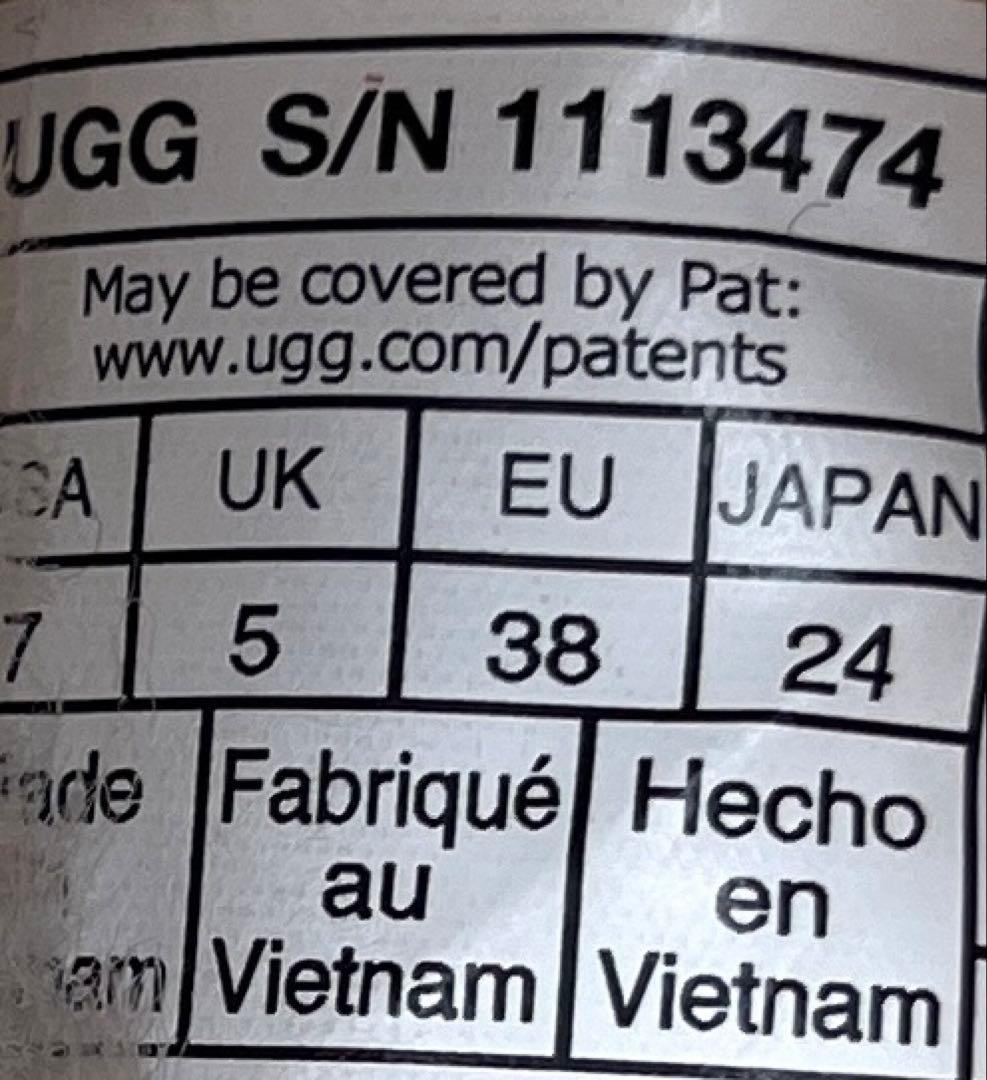 UGG S/N 1113474
May be covered by Pat:
www.ugg.com/patents
UK EU JAPAN
7 5 38 24
Fabriqué Hecho
au en
Vietnam Vietnam